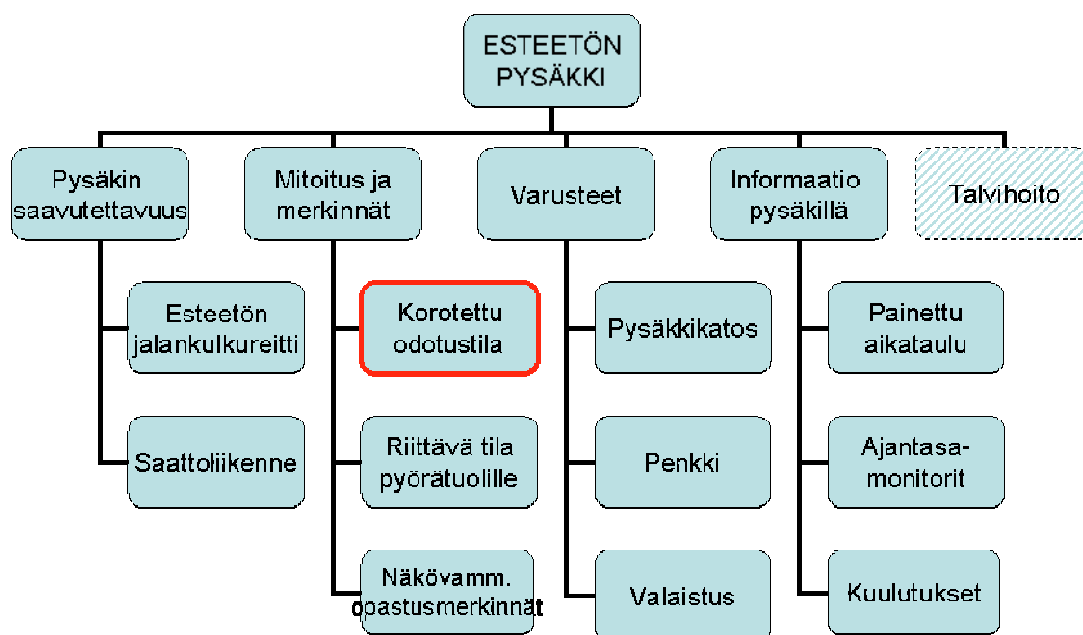 ESTEETÖN
PYSÄKKI
Pysäkin
saavutettavuus
Mitoitus ja
merkinnät
Varusteet
Informaatio
pysäkillä
Talvihoito
Esteetön
jalankulkureitti
Korotettu
odotustila
Pysäkkikatos
Painettu
aikataulu
Saattoliikenne
Riittävä tila
pyörätuolille
Penkki
Ajantasa-
monitorit
Näkövamm.
opastusmerkinnät
Valaistus
Kuulutukset